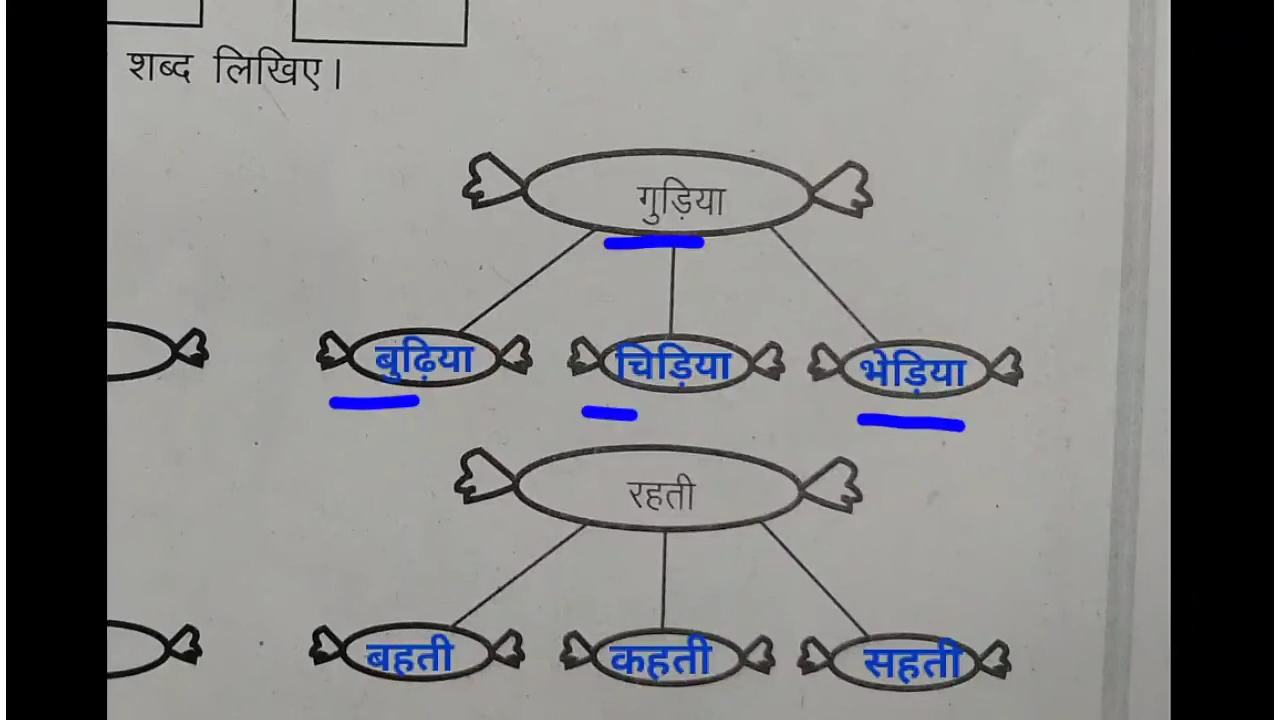 शब्द लिखिए।
गुड़िया
बुढ़िया चिड़िया भेड़िया
रहती
बहती कहती सहती